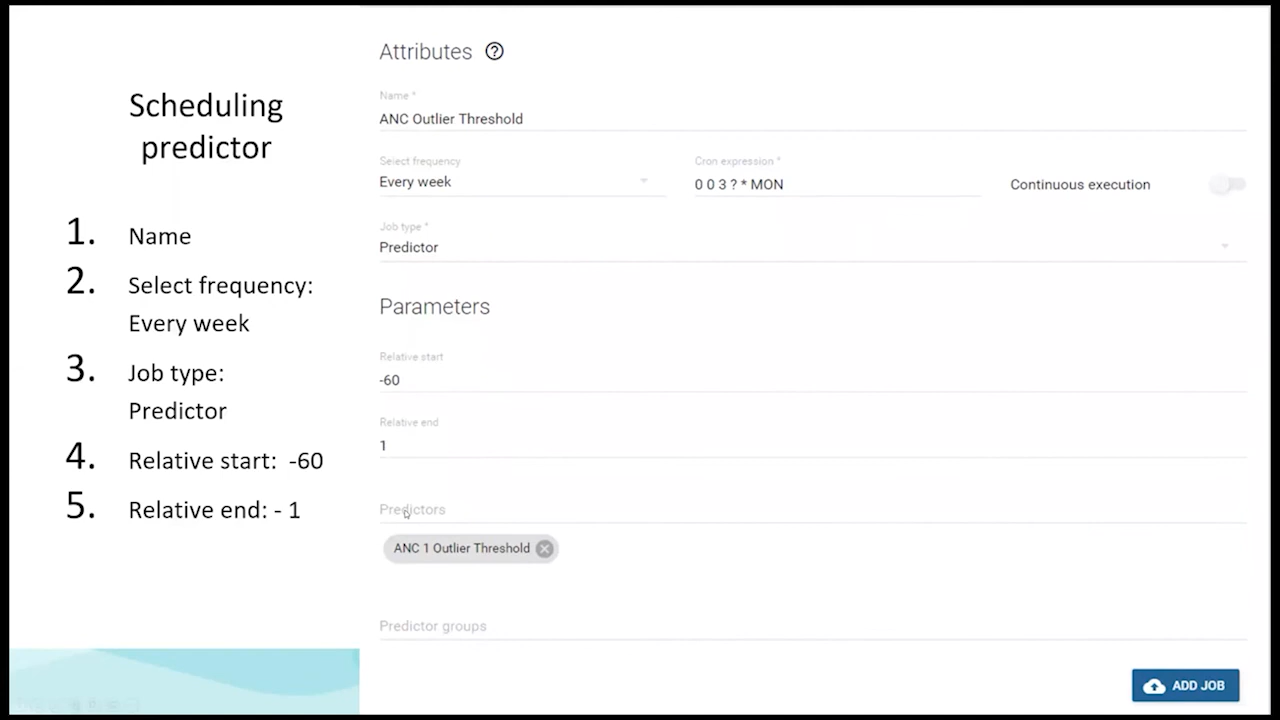 Scheduling
predictor
1. Name
2. Select frequency:
Every week
3. Job type:
Predictor
4. Relative start: -60
5. Relative end: - 1
Attributes
Name *
ANC Outlier Threshold
Select frequency
Every week
Cron expression *
0 0 3 ? * MON
Continuous execution
Job type *
Predictor
Parameters
Relative start
-60
Relative end
1
Predictors
ANC 1 Outlier Threshold
Predictor groups
ADD JOB